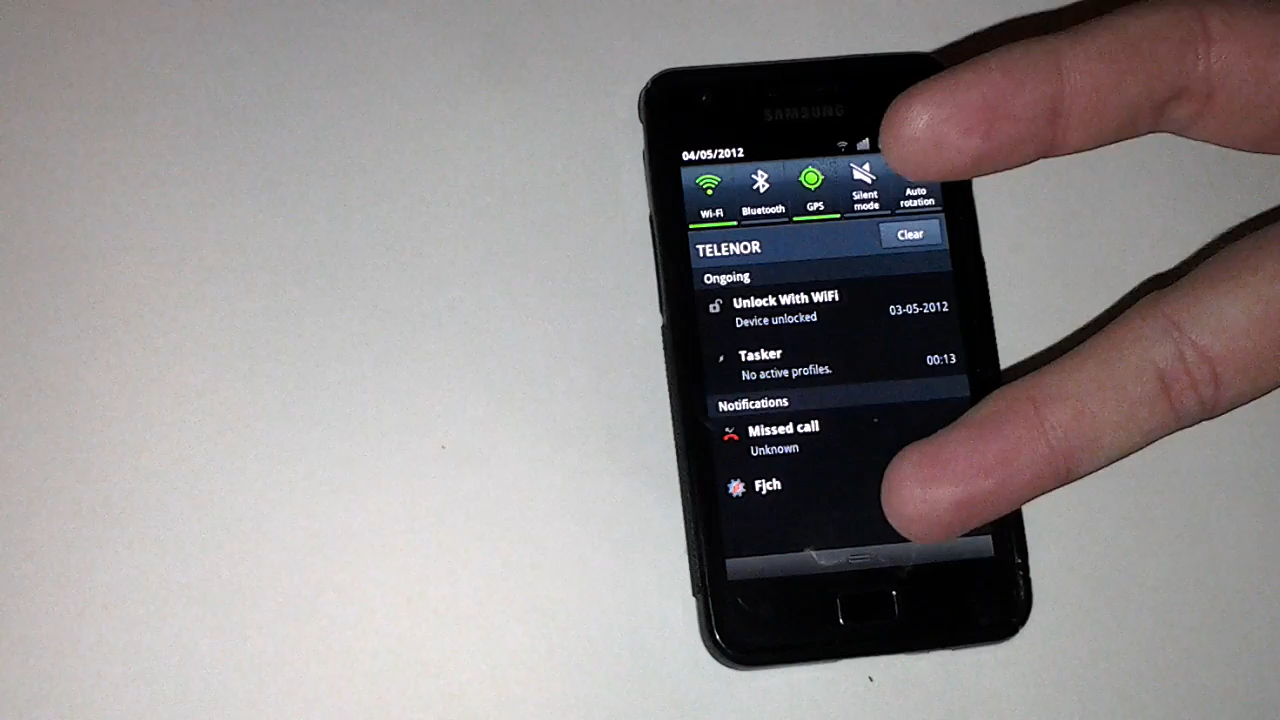 SAMSUNG
04/05/2012
Wi-Fi
Bluetooth
GPS
Silent
mode
Auto
rotation
TELENOR
Clear
Ongoing
Unlock With WiFi
Device unlocked
03-05-2012
Tasker
No active profiles.
00:13
Notifications
Missed call
Unknown
Fjch